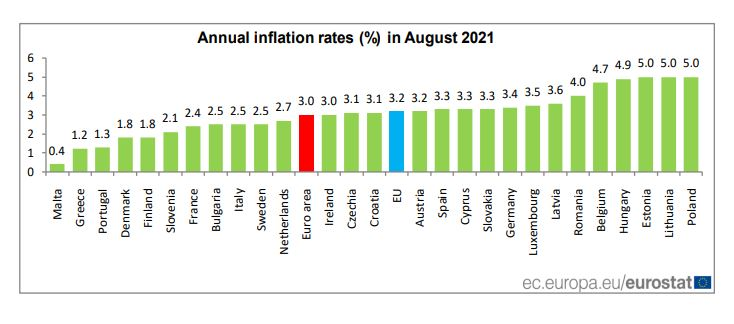 Annual inflation rates (%) in August 2021
6
5
4
3
2
1
0
0.4 1.2 1.3 1.8 1.8 2.1 2.4 2.5 2.5 2.5 2.7 3.0 3.0 3.1 3.1 3.2 3.2 3.3 3.3 3.3 3.4 3.5 3.6 4.0 4.7 4.9 5.0 5.0 5.0
Malta
Greece
Portugal
Denmark
Finland
Slovenia
France
Bulgaria
Italy
Sweden
Netherlands
Euro area
Ireland
Czechia
Croatia
EU
Austria
Spain
Cyprus
Slovakia
Germany
Luxembourg
Latvia
Romania
Belgium
Hungary
Estonia
Lithuania
Poland
ec.europa.eu/eurostat